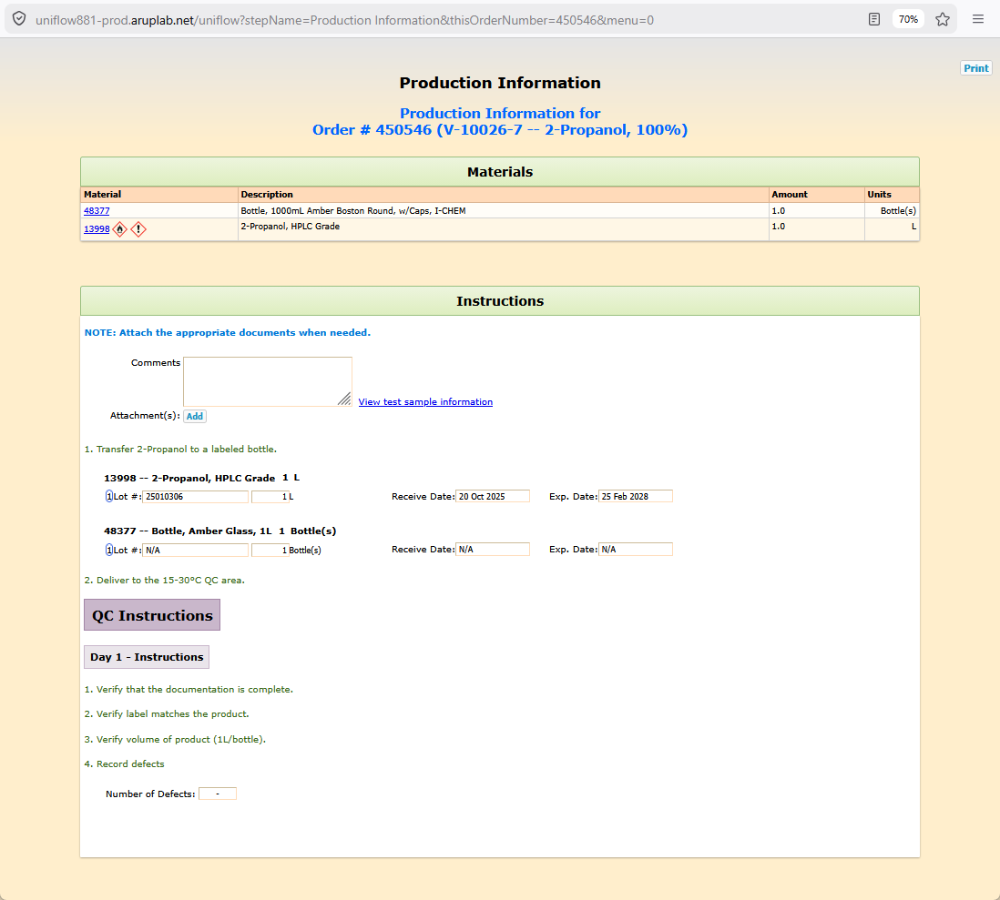 uniflow881-prod.aruplab.net/uniflow?stepName=Production Information&thisOrderNumber=450546&menu=0 70%
Print
Production Information
Production Information for
Order # 450546 (V-10026-7 -- 2-Propanol, 100%)
Materials
Material Description Amount Units
48377 Bottle, 1000mL Amber Boston Round, w/Caps, I-CHEM 1.0 Bottle(s)
13998 2-Propanol, HPLC Grade 1.0 L
Instructions
NOTE: Attach the appropriate documents when needed.
Comments
View test sample information
Attachment(s): Add
1. Transfer 2-Propanol to a labeled bottle.
13998 -- 2-Propanol, HPLC Grade 1 L
1 Lot #: 25010306 1 L Receive Date: 20 Oct 2025 Exp. Date: 25 Feb 2028
48377 -- Bottle, Amber Glass, 1L 1 Bottle(s)
1 Lot #: N/A 1 Bottle(s) Receive Date: N/A Exp. Date: N/A
2. Deliver to the 15-30°C QC area.
QC Instructions
Day 1 - Instructions
1. Verify that the documentation is complete.
2. Verify label matches the product.
3. Verify volume of product (1L/bottle).
4. Record defects
Number of Defects: -